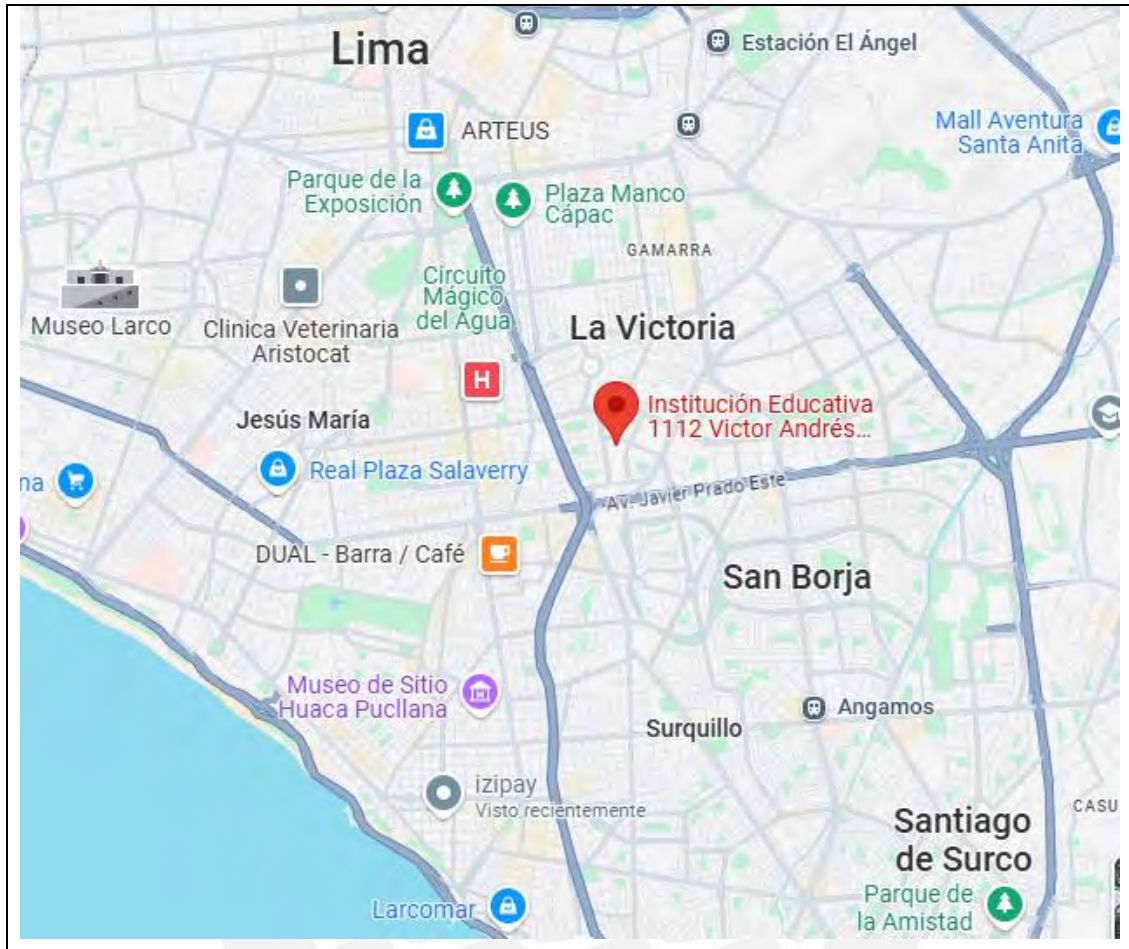 Lima
Estación El Ángel
ARTEUS
Mall Aventura
Santa Anita
Parque de la
Exposición
Plaza Manco
Cápac
GAMARRA
Circuito
Mágico
del Agua
Museo Larco
Clinica Veterinaria
Aristocat
La Victoria
H
Institución Educativa
1112 Victor Andrés...
Jesús María
Real Plaza Salaverry
na
Av. Javier Prado Este
DUAL - Barra / Café
San Borja
Museo de Sitio
Huaca Pucllana
Angamos
Surquillo
izipay
Visto recientemente
CASU
Santiago
de Surco
Parque de
la Amistad
Larcomar